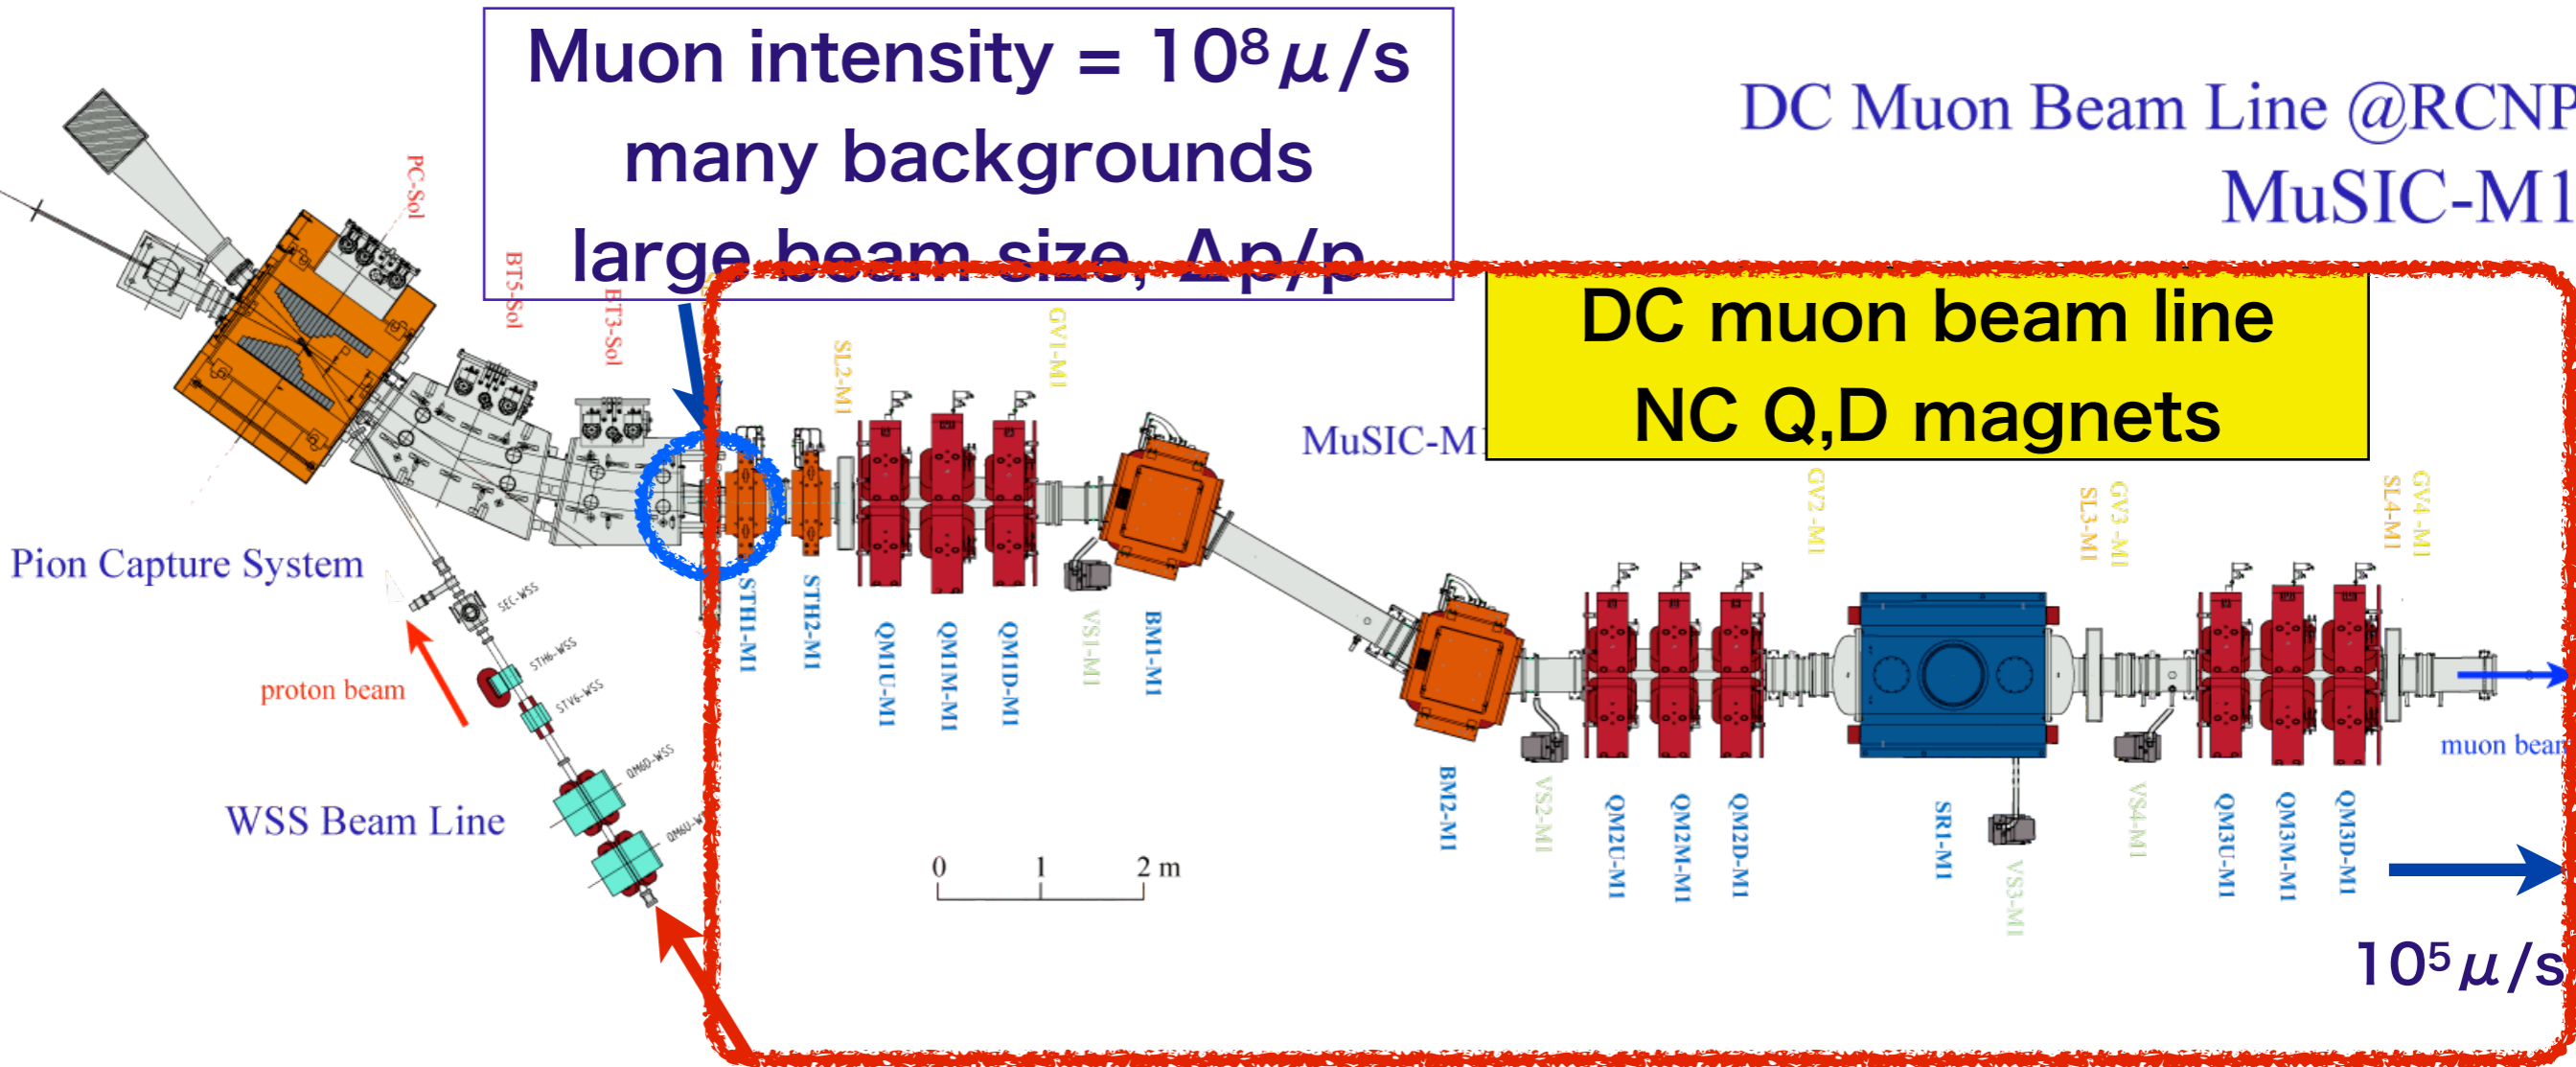 Muon intensity = 10⁸ μ/s
many backgrounds
large beam size, Δp/p
DC Muon Beam Line @RCNP
MuSIC-M1
DC muon beam line
NC Q,D magnets
MuSIC-M1
PC-Sol
BT5-Sol
BT3-Sol
SL2-M1
GV1-M1
GV2-M1
SL3-M1
GV3-M1
SL4-M1
GV4-M1
Pion Capture System
proton beam
WSS Beam Line
SEC-WSS
STH6-WSS
STV6-WSS
QM6D-WSS
STH1-M1
STH2-M1
QM1U-M1
QM1M-M1
QM1D-M1
VS1-M1
BM1-M1
BM2-M1
VS2-M1
QM2U-M1
QM2M-M1
QM2D-M1
SR1-M1
VS3-M1
VS4-M1
QM3U-M1
QM3M-M1
QM3D-M1
muon bear
0 1 2 m
10⁵ μ/s